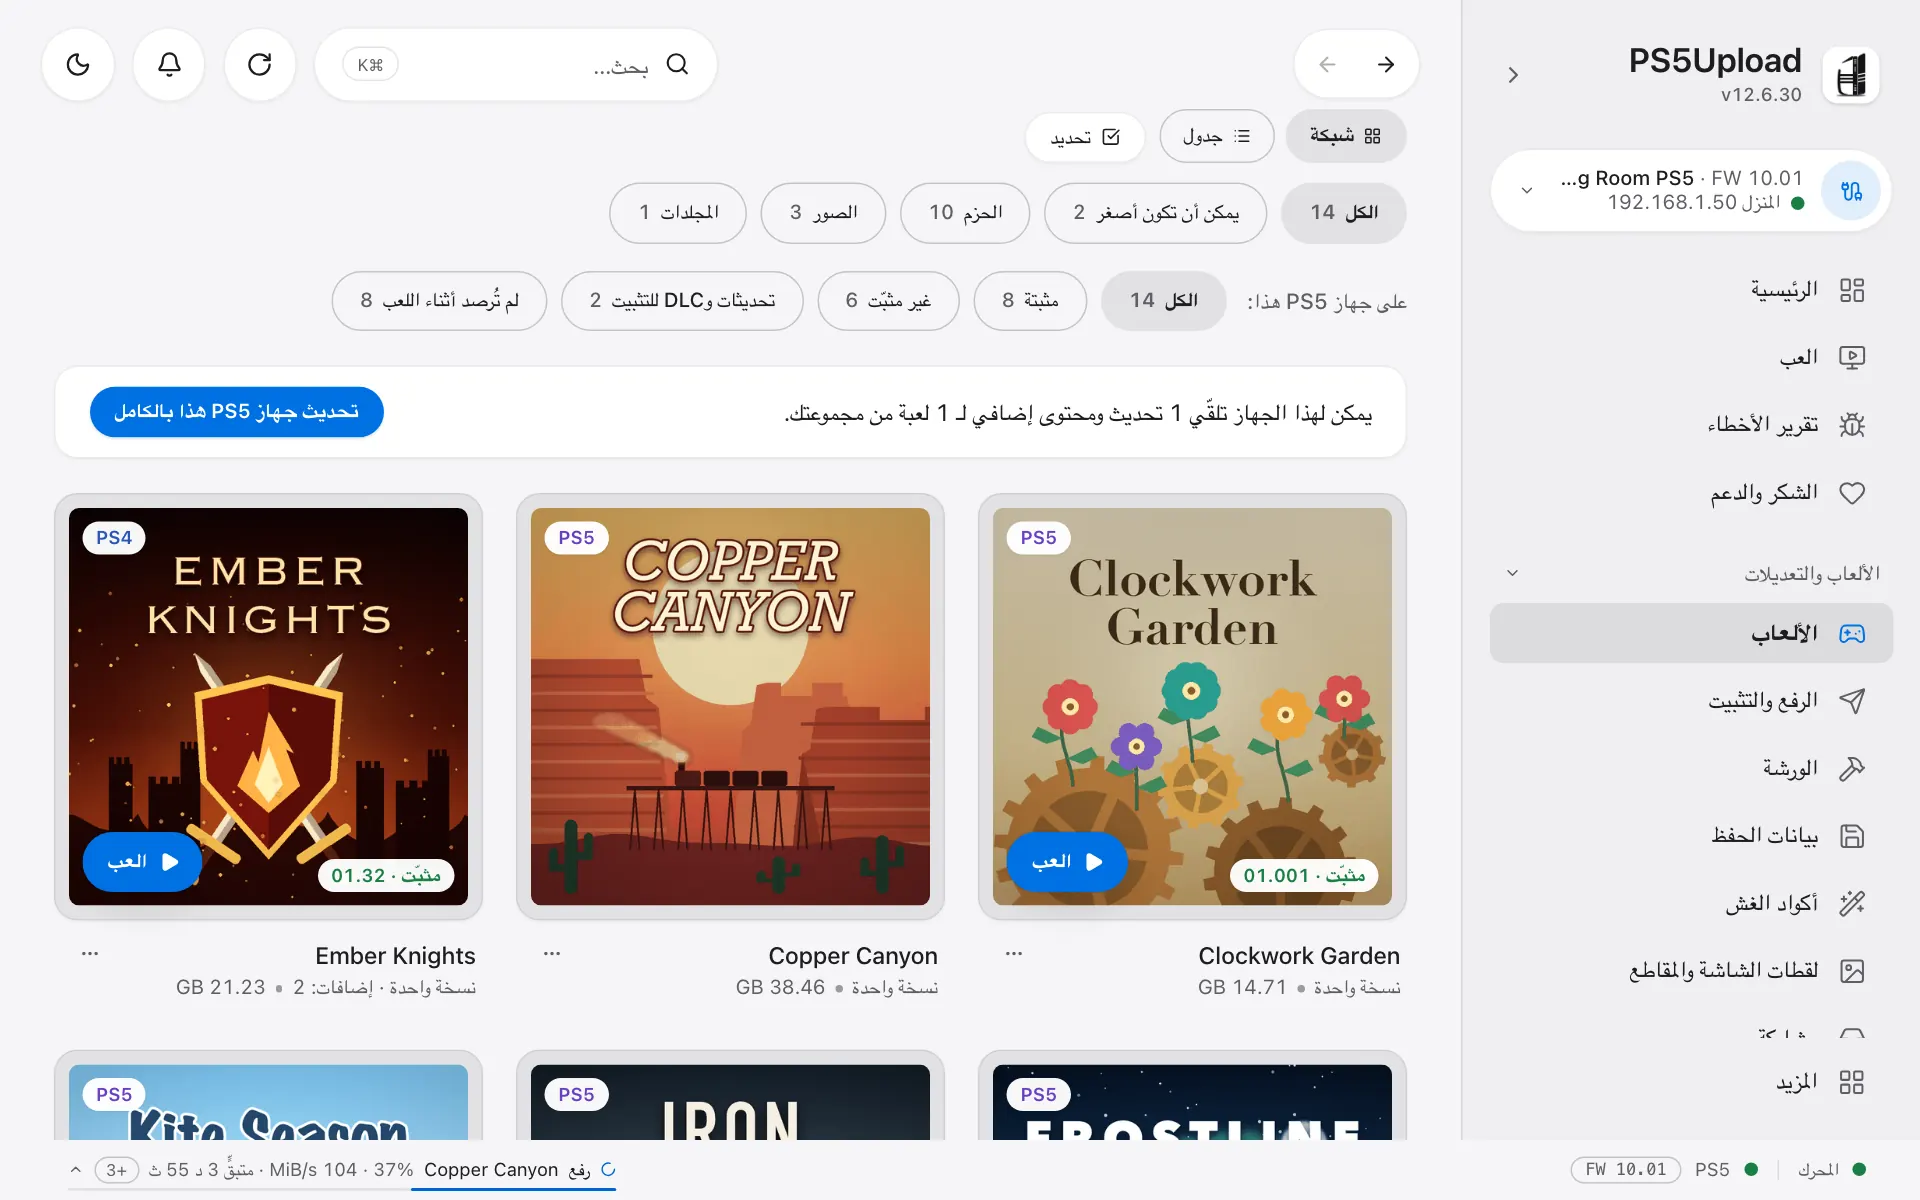 PS5Upload
v12.6.30
...g Room PS5 · FW 10.01
المنزل 192.168.1.50
الرئيسية
العب
تقرير الأخطاء
الشكر والدعم
الألعاب والتعديلات
الألعاب
الرفع والتثبيت
الورشة
بيانات الحفظ
أكواد الغش
لقطات الشاشة والمقاطع
المزيد
بحث...
⌘K
شبكة
جدول
تحديد
الكل 14
يمكن أن تكون أصغر 2
الحزم 10
الصور 3
المجلدات 1
على جهاز PS5 هذا:
الكل 14
مثبتة 8
غير مثبّت 6
تحديثات وDLC للتثبيت 2
لم تُرصد أثناء اللعب 8
يمكن لهذا الجهاز تلقّي 1 تحديث ومحتوى إضافي لـ 1 لعبة من مجموعتك.
تحديث جهاز PS5 هذا بالكامل
PS5
Clockwork
Garden
العب
مثبّت · 01.001
Clockwork Garden
نسخة واحدة • 14.71 GB
PS5
COPPER
CANYON
Copper Canyon
نسخة واحدة • 38.46 GB
PS4
EMBER
KNIGHTS
العب
مثبّت · 01.32
Ember Knights
نسخة واحدة · إضافات: 2 • 21.23 GB
PS5
FROSTLINE
PS5
IRON
PS5
Kite Season
المحرك
PS5
FW 10.01
رفع Copper Canyon
37% · 104 MiB/s · متبقٍّ 3 د 55 ث
+3